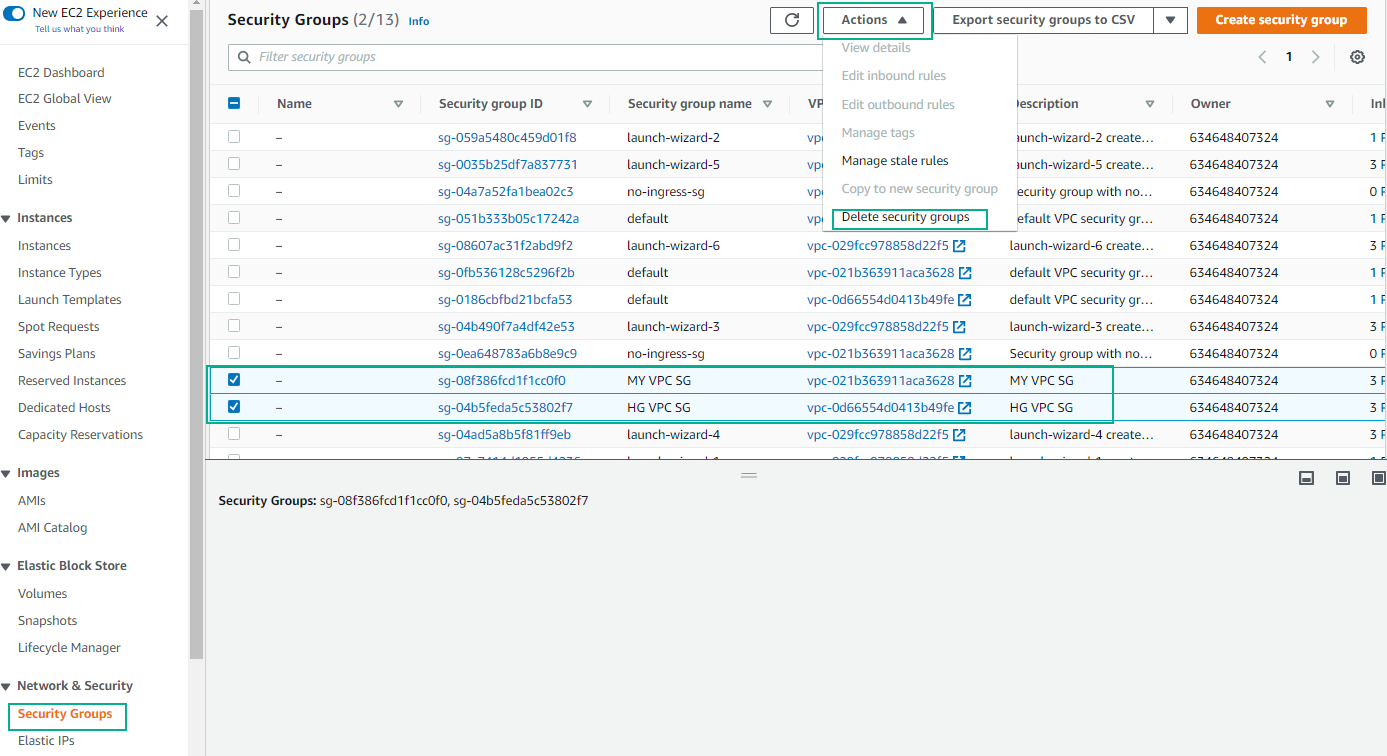 New EC2 Experience
Tell us what you think
EC2 Dashboard
EC2 Global View
Events
Tags
Limits
Instances
Instances
Instance Types
Launch Templates
Spot Requests
Savings Plans
Reserved Instances
Dedicated Hosts
Capacity Reservations
Images
AMIs
AMI Catalog
Elastic Block Store
Volumes
Snapshots
Lifecycle Manager
Network & Security
Security Groups
Elastic IPs
Security Groups (2/13) Info
Actions
Export security groups to CSV
Create security group
Filter security groups
1
View details
Edit inbound rules
Edit outbound rules
Manage tags
Manage stale rules
Copy to new security group
Delete security groups
Name Security group ID Security group name VP Description Owner Inl
– sg-059a5480c459d01f8 launch-wizard-2 vpc aunch-wizard-2 create... 634648407324 1 P
– sg-0035b25df7a837731 launch-wizard-5 vpc aunch-wizard-5 create... 634648407324 3 P
– sg-04a7a52fa1bea02c3 no-ingress-sg vpc ecurity group with no... 634648407324 0 P
– sg-051b333b05c17242a default vpc efault VPC security gr... 634648407324 1 P
– sg-08607ac31f2abd9f2 launch-wizard-6 vpc-029fcc978858d22f5 launch-wizard-6 create... 634648407324 3 P
– sg-0fb536128c5296f2b default vpc-021b363911aca3628 default VPC security gr... 634648407324 1 P
– sg-0186cbfbd21bcfa53 default vpc-0d66554d0413b49fe default VPC security gr... 634648407324 1 P
– sg-04b490f7a4df42e53 launch-wizard-3 vpc-029fcc978858d22f5 launch-wizard-3 create... 634648407324 3 P
– sg-0ea648783a6b8e9c9 no-ingress-sg vpc-021b363911aca3628 Security group with no... 634648407324 0 P
– sg-08f386fcd1f1cc0f0 MY VPC SG vpc-021b363911aca3628 MY VPC SG 634648407324 3 P
– sg-04b5feda5c53802f7 HG VPC SG vpc-0d66554d0413b49fe HG VPC SG 634648407324 3 P
– sg-04ad5a8b5f81ff9eb launch-wizard-4 vpc-029fcc978858d22f5 launch-wizard-4 create... 634648407324 3 P
Security Groups: sg-08f386fcd1f1cc0f0, sg-04b5feda5c53802f7